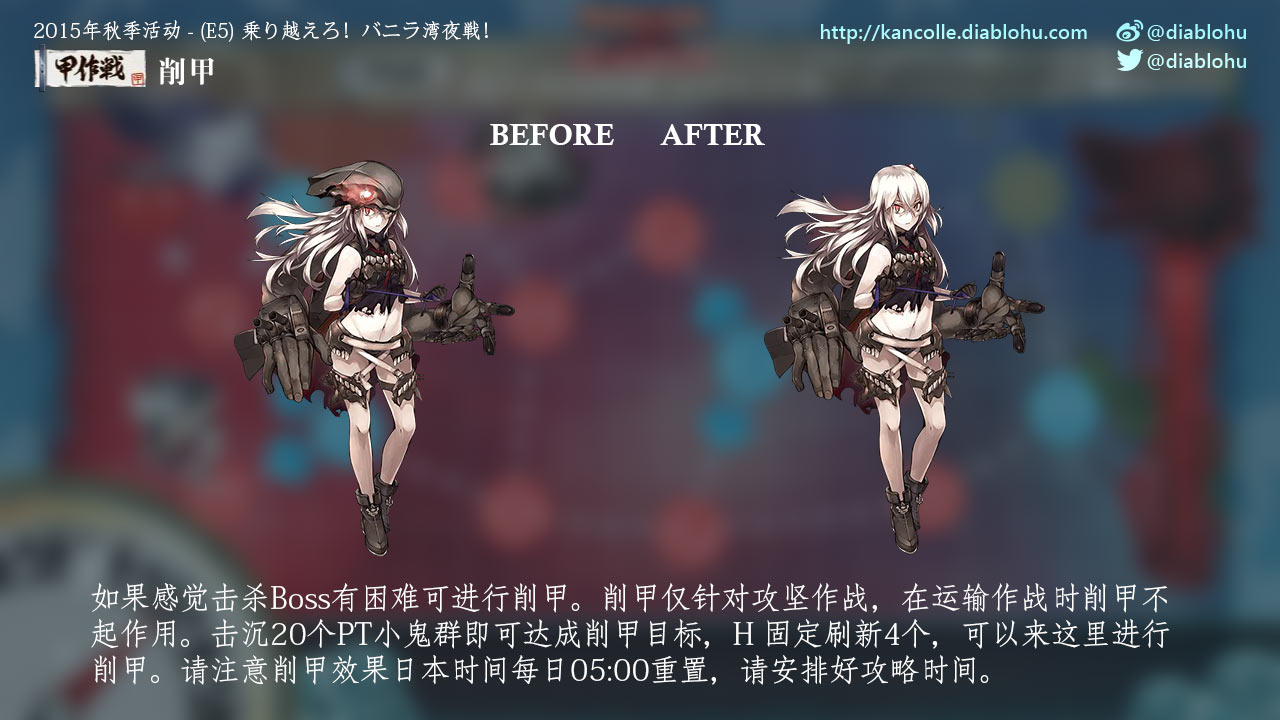 2015年秋季活动 - (E5) 乗り越えろ！バニラ湾夜戦！
http://kancolle.diablohu.com
@diablohu
甲作戦 甲
削甲
@diablohu
BEFORE
AFTER
如果感觉击杀Boss有困难可进行削甲。削甲仅针对攻坚作战，在运输作战时削甲不
起作用。击沉20个PT小鬼群即可达成削甲目标，H 固定刷新4个，可以来这里进行
削甲。请注意削甲效果日本时间每日05:00重置，请安排好攻略时间。